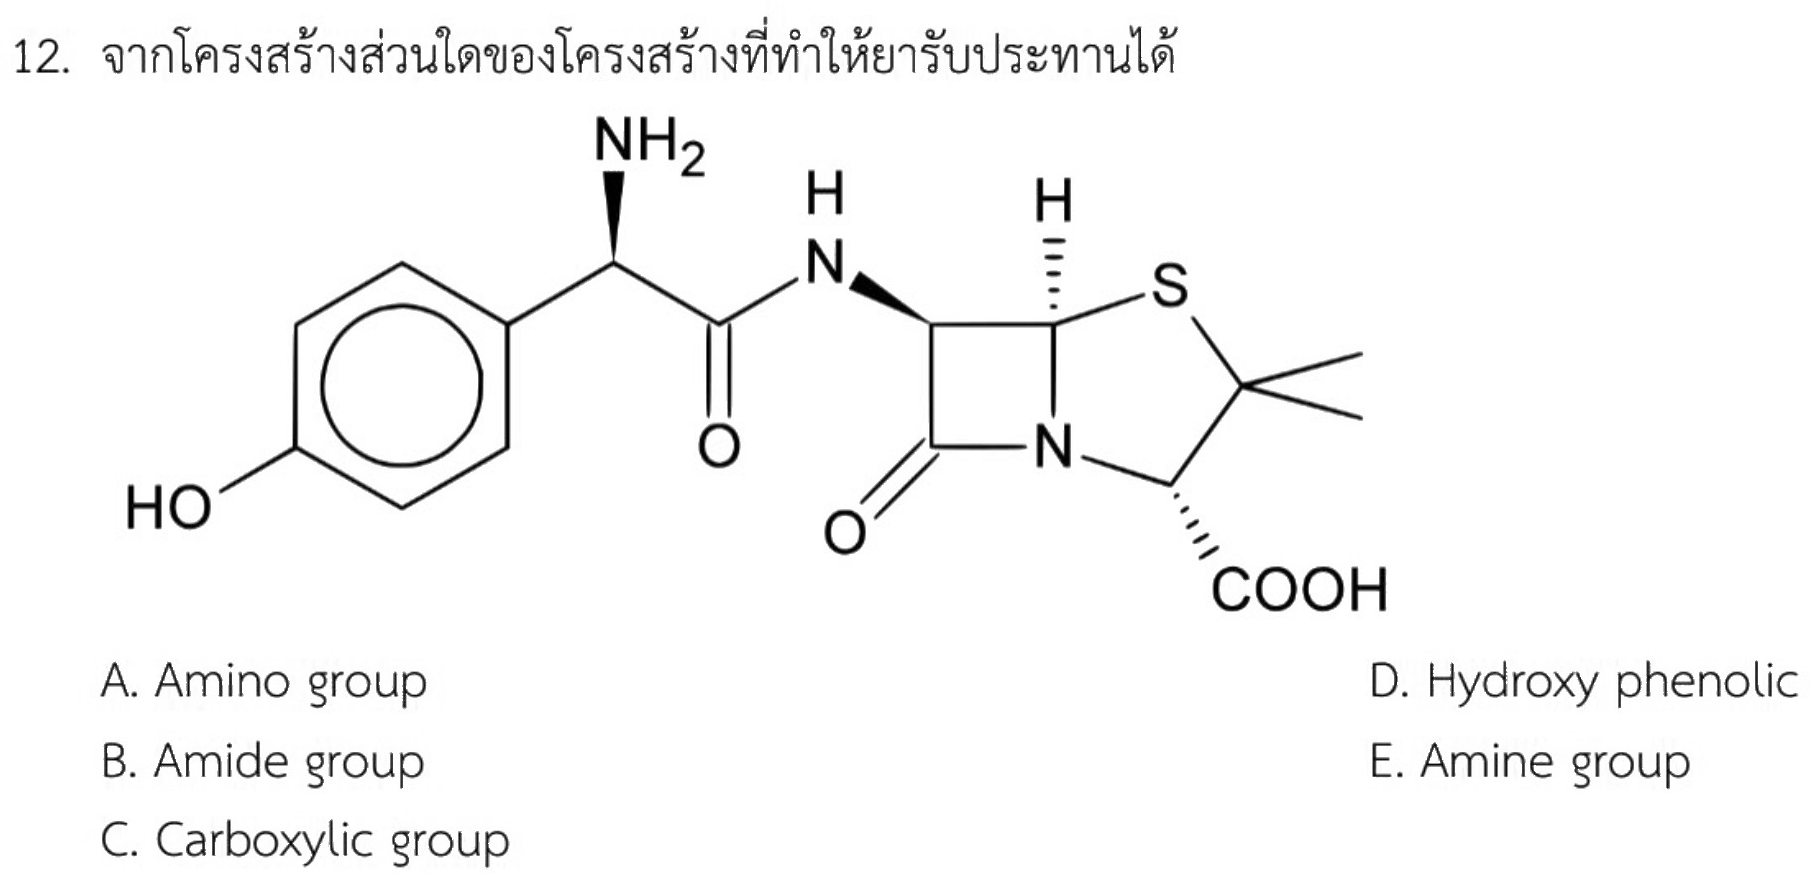 12. จากโครงสร้างส่วนใดของโครงสร้างที่ทำให้ยารับประทานได้
NH2
H
H
N
S
O
N
HO
O
COOH
A. Amino group
D. Hydroxy phenolic
B. Amide group
E. Amine group
C. Carboxylic group